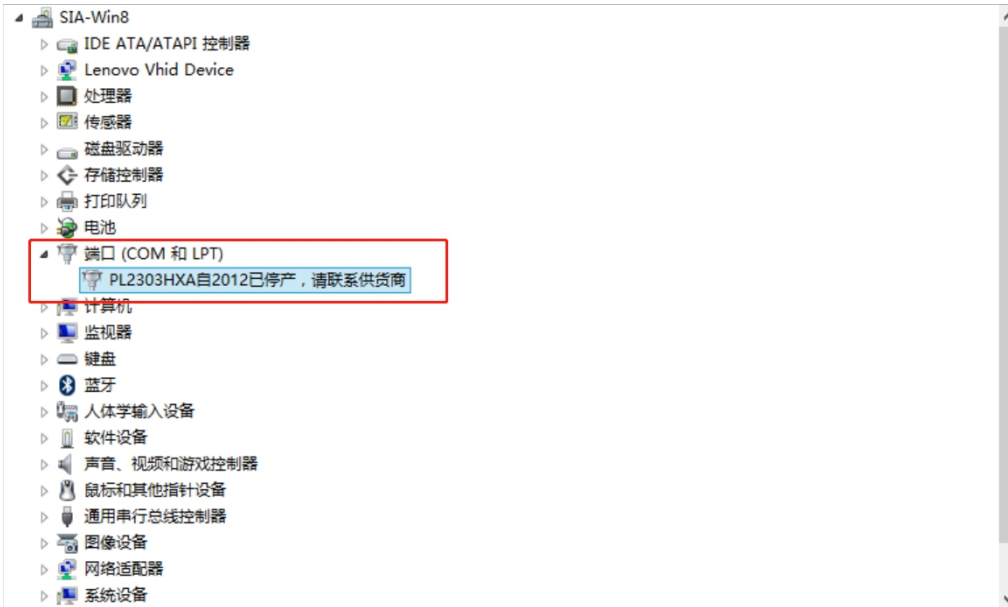 SIA-Win8
IDE ATA/ATAPI 控制器
Lenovo Vhid Device
处理器
传感器
磁盘驱动器
存储控制器
打印队列
电池
端口 (COM 和 LPT)
PL2303HXA自2012已停产，请联系供货商
计算机
监视器
键盘
蓝牙
人体学输入设备
软件设备
声音、视频和游戏控制器
鼠标和其他指针设备
通用串行总线控制器
图像设备
网络适配器
系统设备